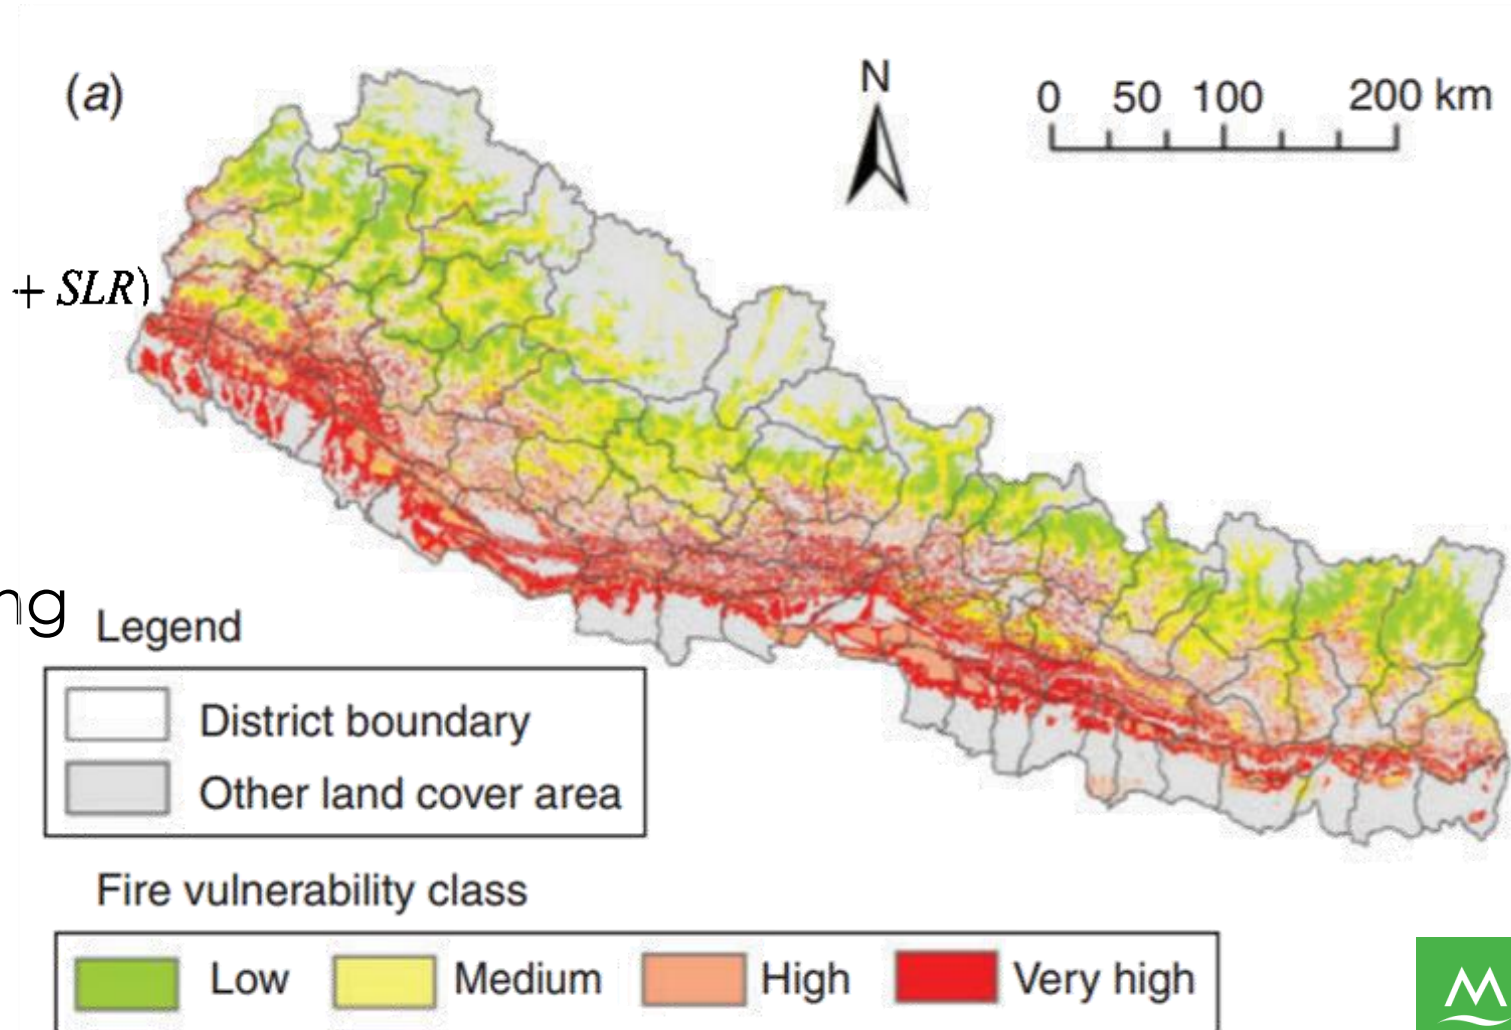 (a)
N
0 50 100 200 km
+ SLR)
ng
Legend
District boundary
Other land cover area
Fire vulnerability class
Low Medium High Very high